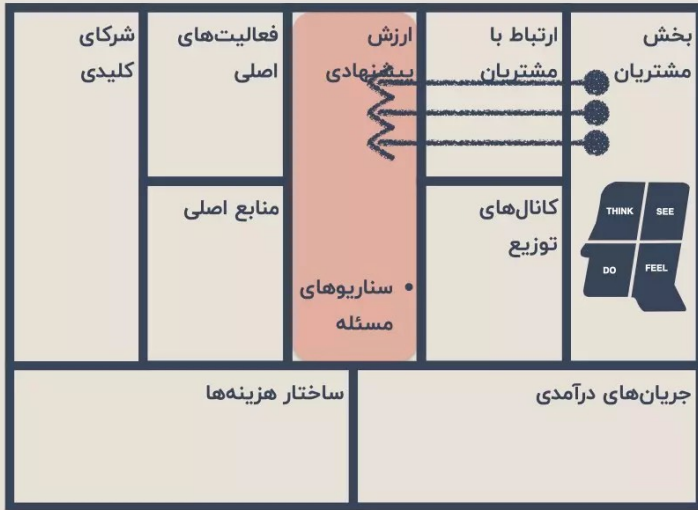 بخش
مشتریان
ارتباط با
مشتریان
ارزش
پیشنهادی
فعالیت‌های
اصلی
شرکای
کلیدی
کانال‌های
توزیع
منابع اصلی
• سناریوهای
مسئله
THINK
SEE
DO
FEEL
جریان‌های درآمدی
ساختار هزینه‌ها